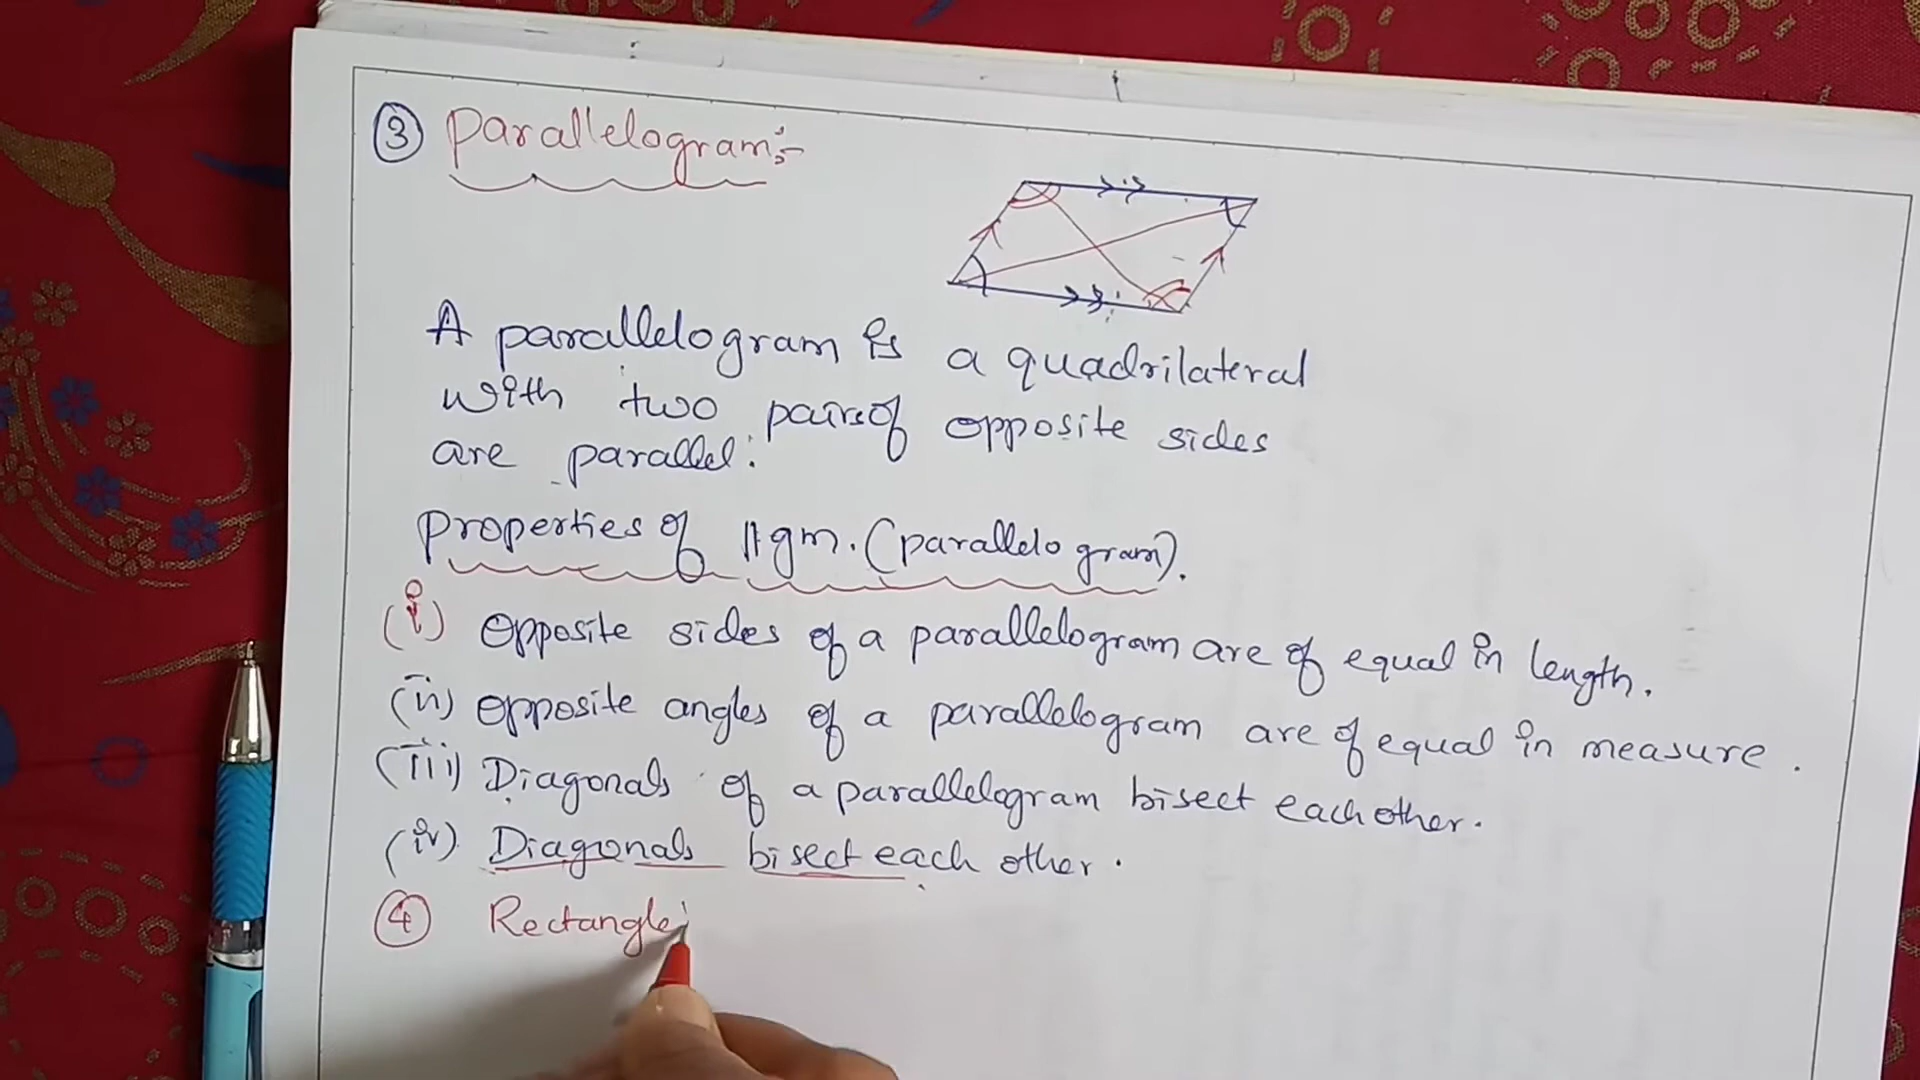 ③ Parallelogram:-
A parallelogram is a quadrilateral
with two pairs of opposite sides
are parallel.
Properties of ||gm. (parallelogram).
(i) Opposite sides of a parallelogram are of equal in length.
(ii) Opposite angles of a parallelogram are of equal in measure.
(iii) Diagonals of a parallelogram bisect each other.
(iv) Diagonals bisect each other.
④ Rectangle: